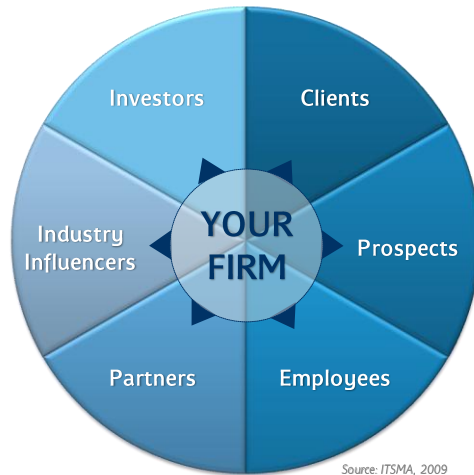 Investors
Clients
Industry
Influencers
YOUR
FIRM
Prospects
Partners
Employees
Source: ITSMA, 2009